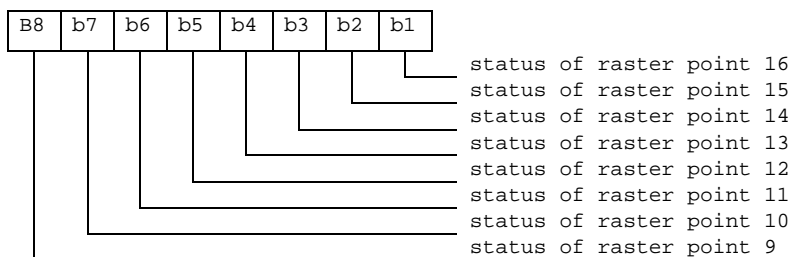 B8 b7 b6 b5 b4 b3 b2 b1
status of raster point 16
status of raster point 15
status of raster point 14
status of raster point 13
status of raster point 12
status of raster point 11
status of raster point 10
status of raster point 9